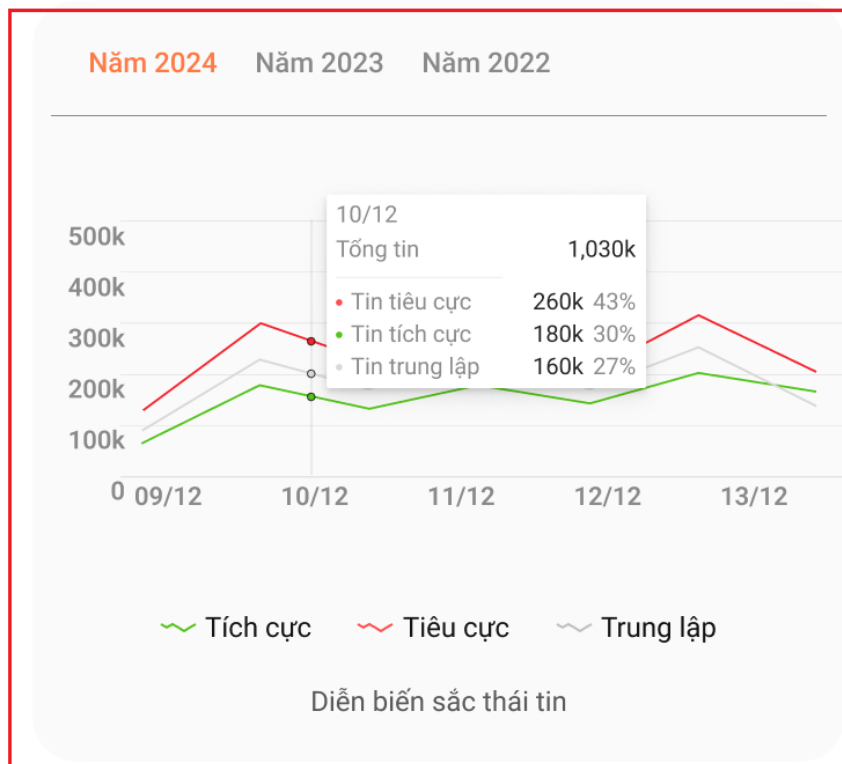 Năm 2024 Năm 2023 Năm 2022
10/12
Tổng tin 1,030k
Tin tiêu cực 260k 43%
Tin tích cực 180k 30%
Tin trung lập 160k 27%
500k
400k
300k
200k
100k
0
09/12 10/12 11/12 12/12 13/12
Tích cực Tiêu cực Trung lập
Diễn biến sắc thái tin